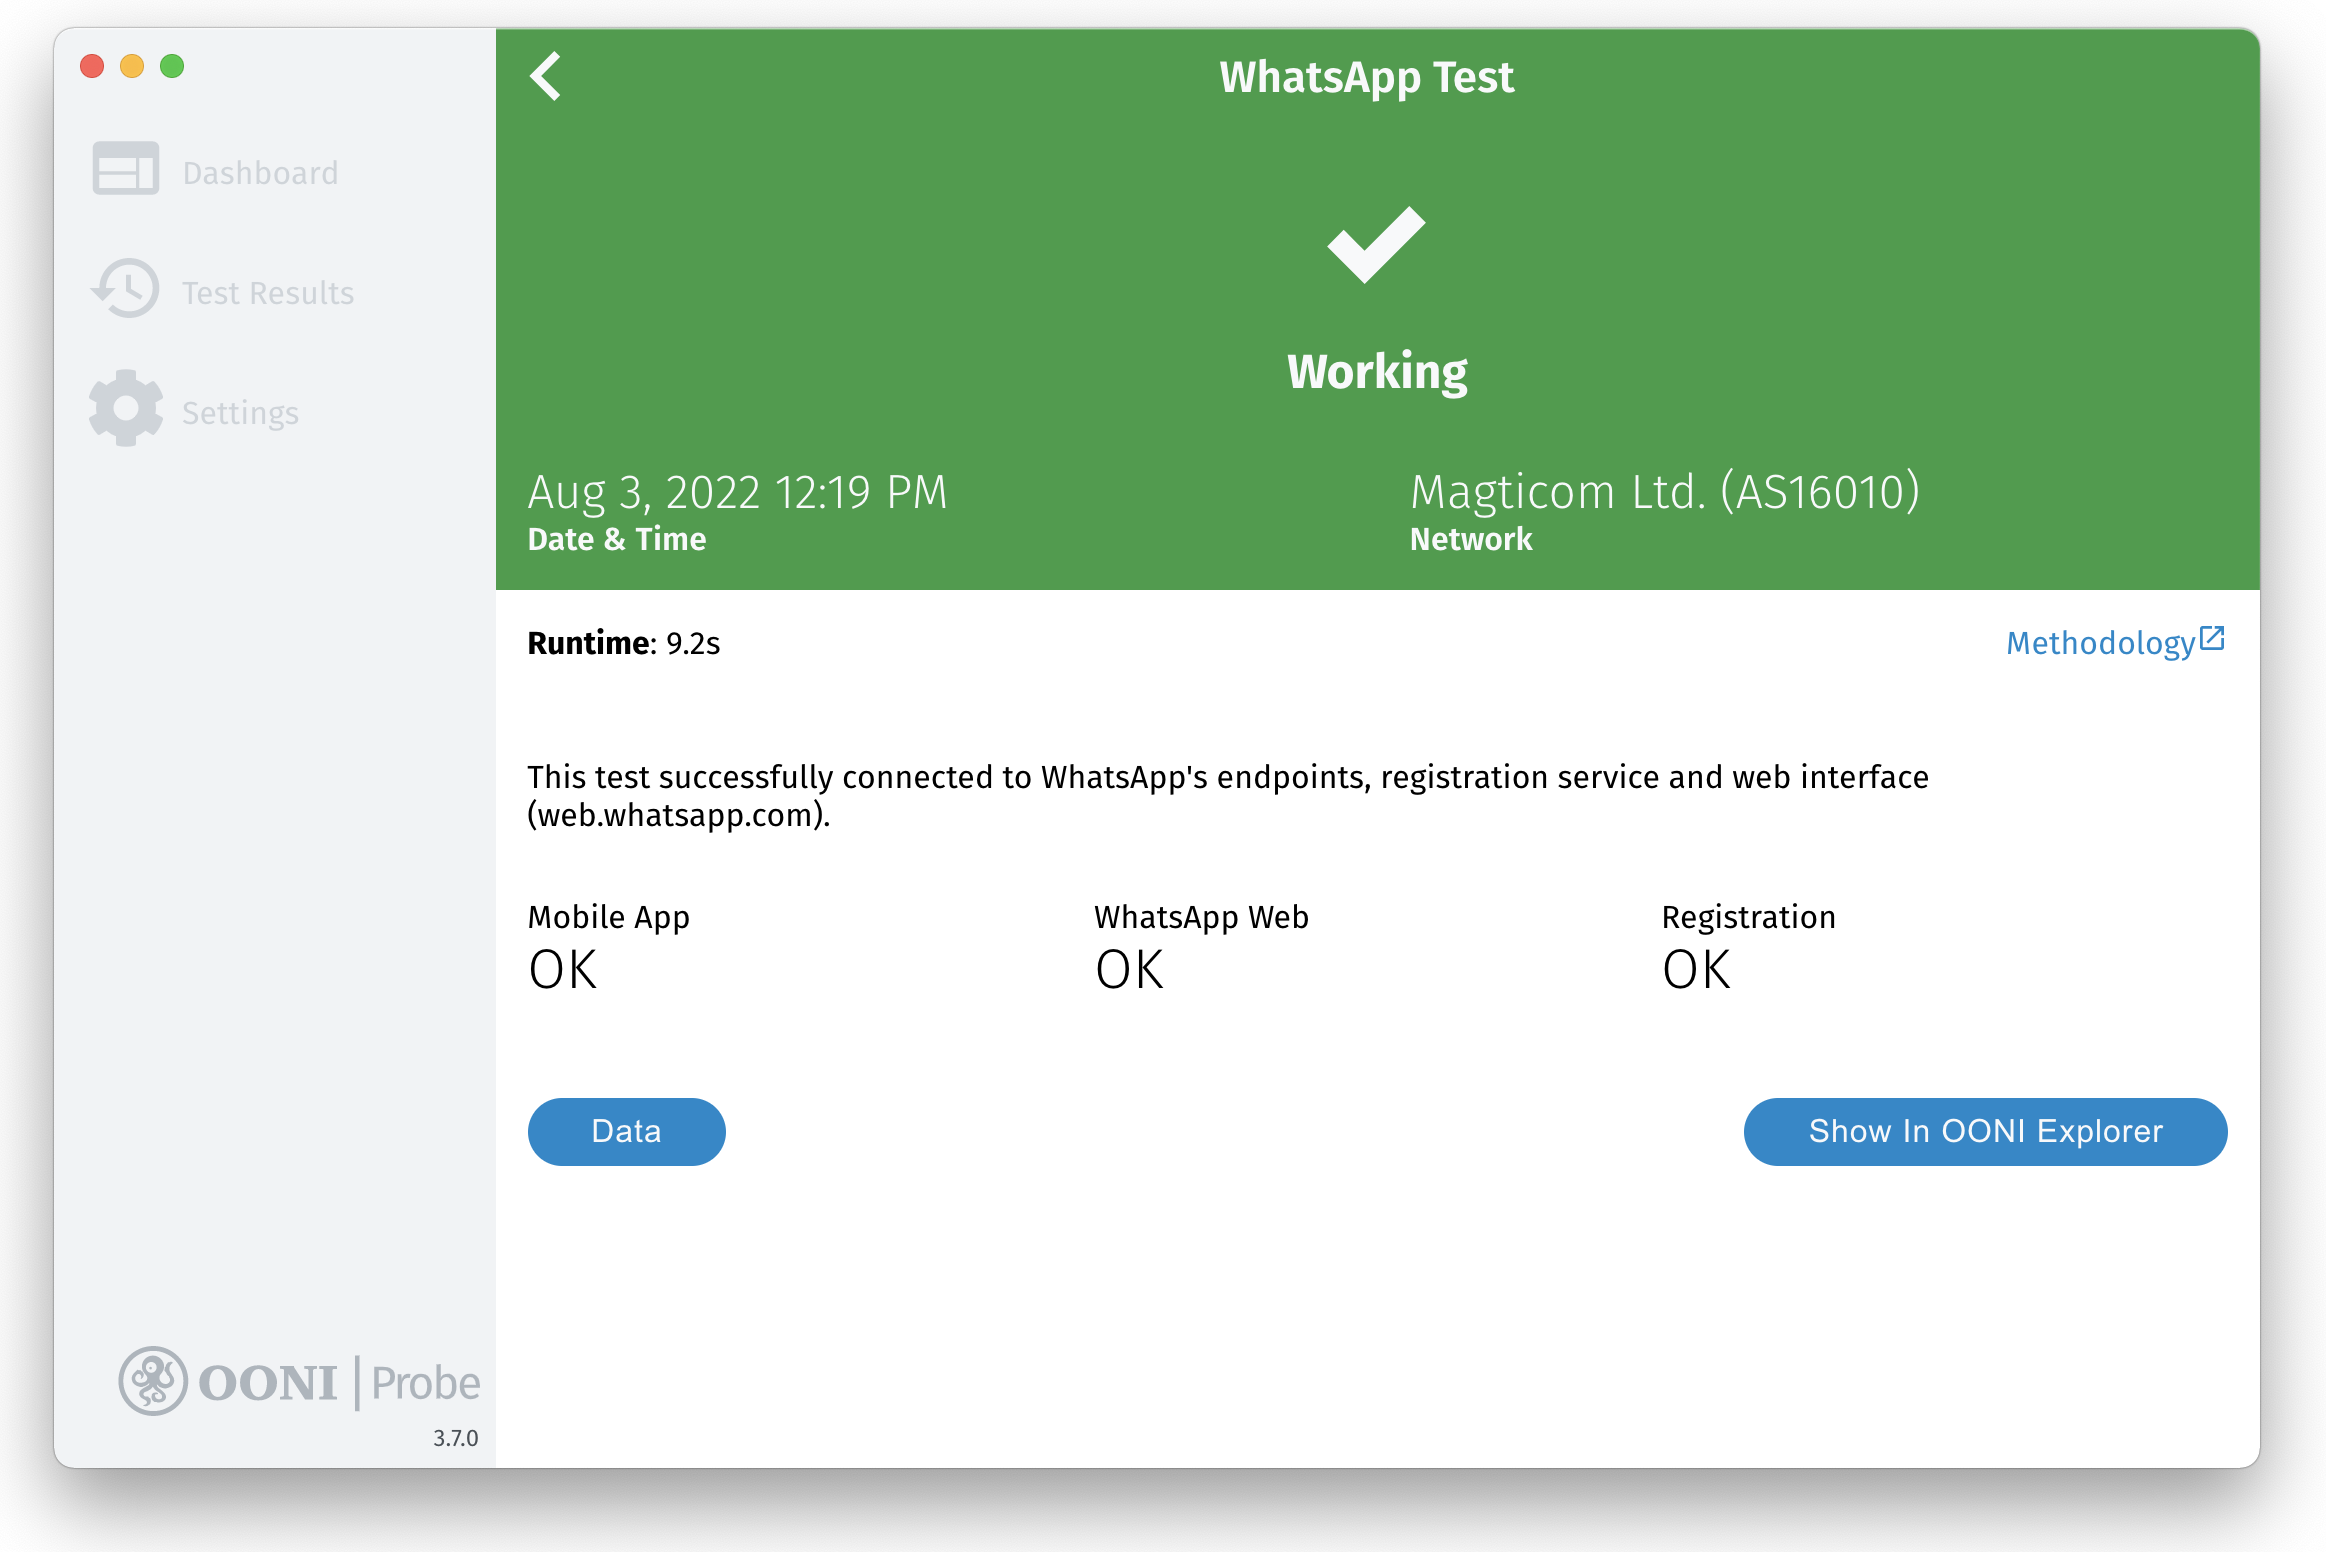 WhatsApp Test
Dashboard
Test Results
Settings
Working
Aug 3, 2022 12:19 PM
Date & Time
Magticom Ltd. (AS16010)
Network
Runtime: 9.2s
Methodology
This test successfully connected to WhatsApp's endpoints, registration service and web interface
(web.whatsapp.com).
Mobile App
OK
WhatsApp Web
OK
Registration
OK
Data
Show In OONI Explorer
OONI | Probe
3.7.0